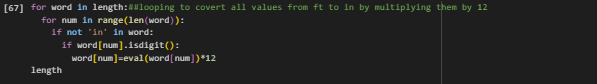 [67] for word in length:##looping to covert all values from ft to in by multiplying them by 12
for num in range(len(word)):
if not 'in' in word:
if word[num].isdigit():
word[num]=eval(word[num])*12
length